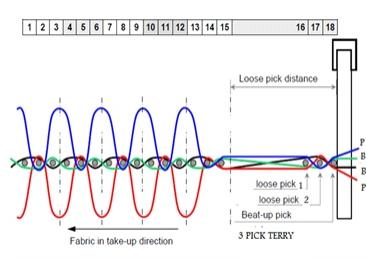 1 2 3 4 5 6 7 8 9 10 11 12 13 14 15 16 17 18
Loose pick distance
P
B
B
P
loose pick 1
loose pick 2
Beat-up pick
Fabric in take-up direction
3 PICK TERRY